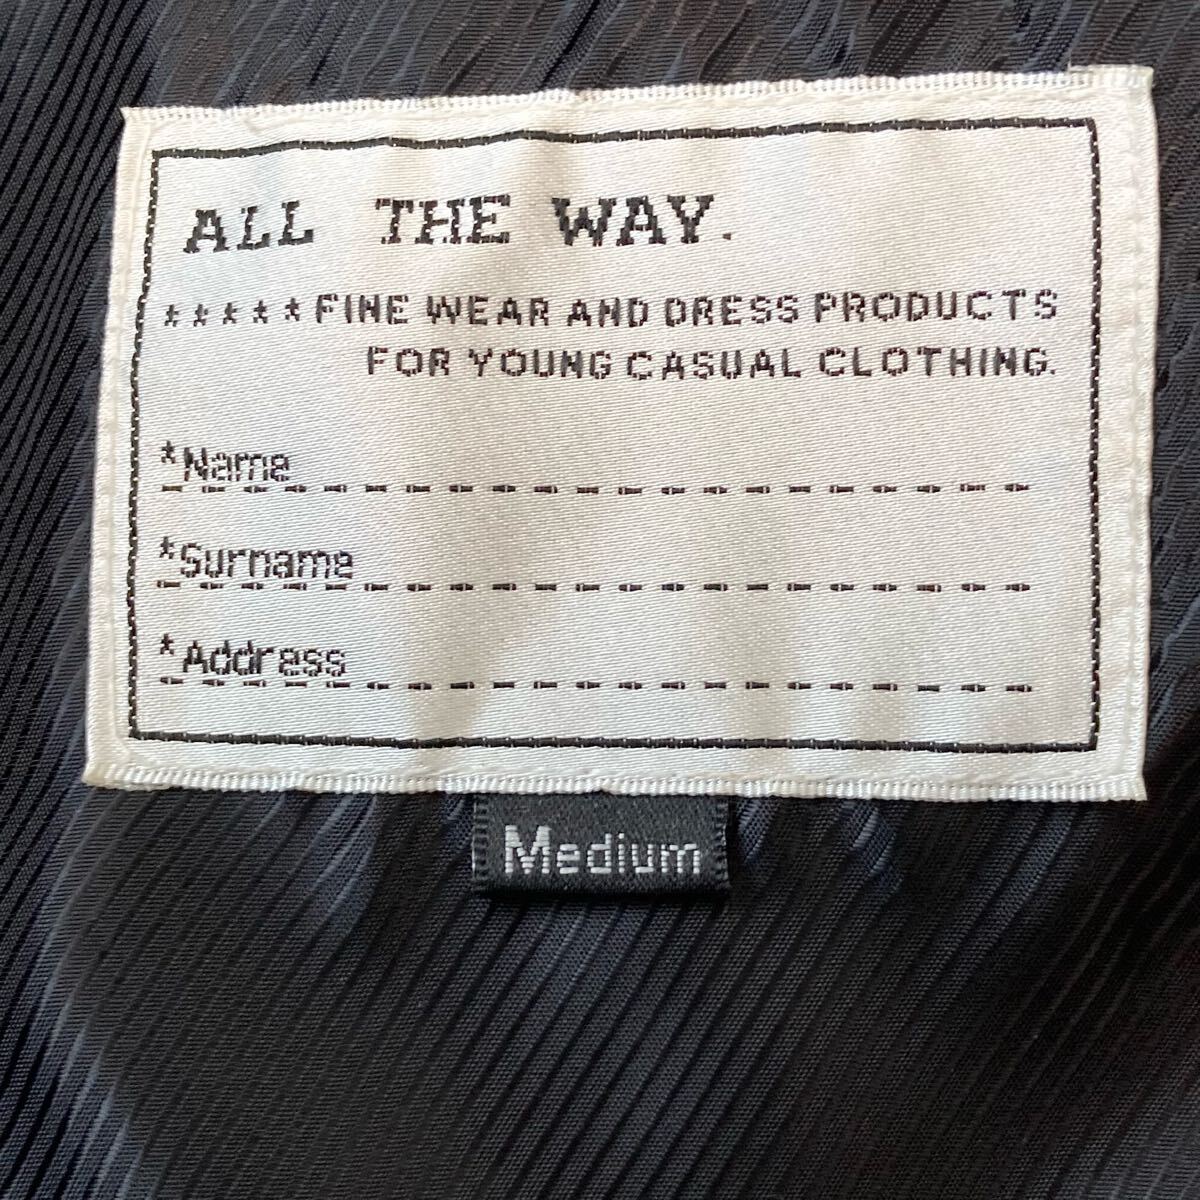 ALL THE WAY.
*****FINE WEAR AND DRESS PRODUCTS
FOR YOUNG CASUAL CLOTHING.
*Name
*Surname
*Address
Medium